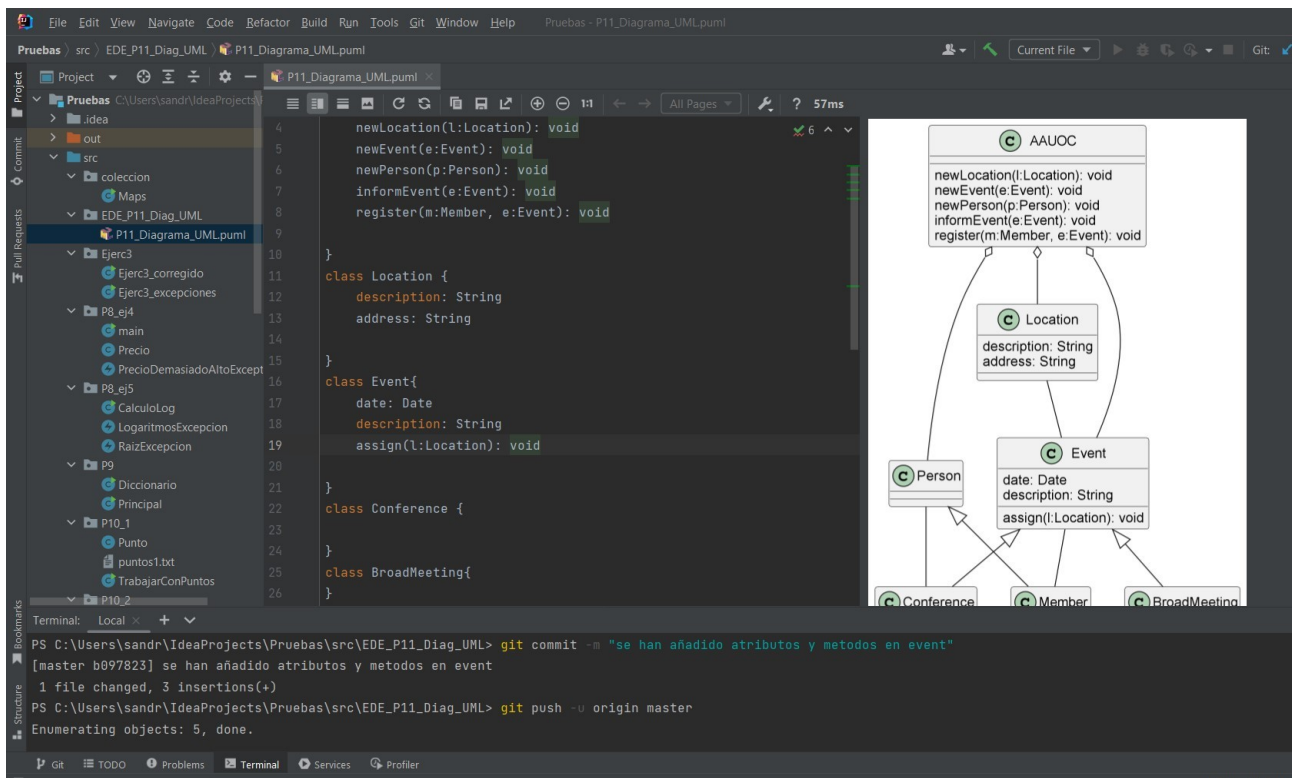 File Edit View Navigate Code Refactor Build Run Tools Git Window Help Pruebas - P11_Diagrama_UML.puml
Pruebas src EDE_P11_Diag_UML P11_Diagrama_UML.puml Current File Git:
Project P11_Diagrama_UML.puml
Pruebas C:\Users\sandr\IdeaProjects\
.idea
out
src
coleccion
Maps
EDE_P11_Diag_UML
P11_Diagrama_UML.puml
Ejerc3
Ejerc3_corregido
Ejerc3_excepciones
P8_ej4
main
Precio
PrecioDemasiadoAltoExcept
P8_ej5
CalculoLog
LogaritmosExcepcion
RaizExcepcion
P9
Diccionario
Principal
P10_1
Punto
puntos1.txt
TrabajarConPuntos
P10_2
Project
Commit
Pull Requests
Bookmarks
Structure
1:1 All Pages ? 57ms
6
4 newLocation(l:Location): void
5 newEvent(e:Event): void
6 newPerson(p:Person): void
7 informEvent(e:Event): void
8 register(m:Member, e:Event): void
9
10 }
11 class Location {
12 description: String
13 address: String
14
15 }
16 class Event{
17 date: Date
18 description: String
19 assign(l:Location): void
20
21 }
22 class Conference {
23
24 }
25 class BroadMeeting{
26 }
C AAUOC
newLocation(l:Location): void
newEvent(e:Event): void
newPerson(p:Person): void
informEvent(e:Event): void
register(m:Member, e:Event): void
C Location
description: String
address: String
C Event
date: Date
description: String
assign(l:Location): void
C Person
C Conference
C Member
C BroadMeeting
Terminal: Local
PS C:\Users\sandr\IdeaProjects\Pruebas\src\EDE_P11_Diag_UML> git commit -m "se han añadido atributos y metodos en event"
[master b097823] se han añadido atributos y metodos en event
1 file changed, 3 insertions(+)
PS C:\Users\sandr\IdeaProjects\Pruebas\src\EDE_P11_Diag_UML> git push -u origin master
Enumerating objects: 5, done.
Git TODO Problems Terminal Services Profiler